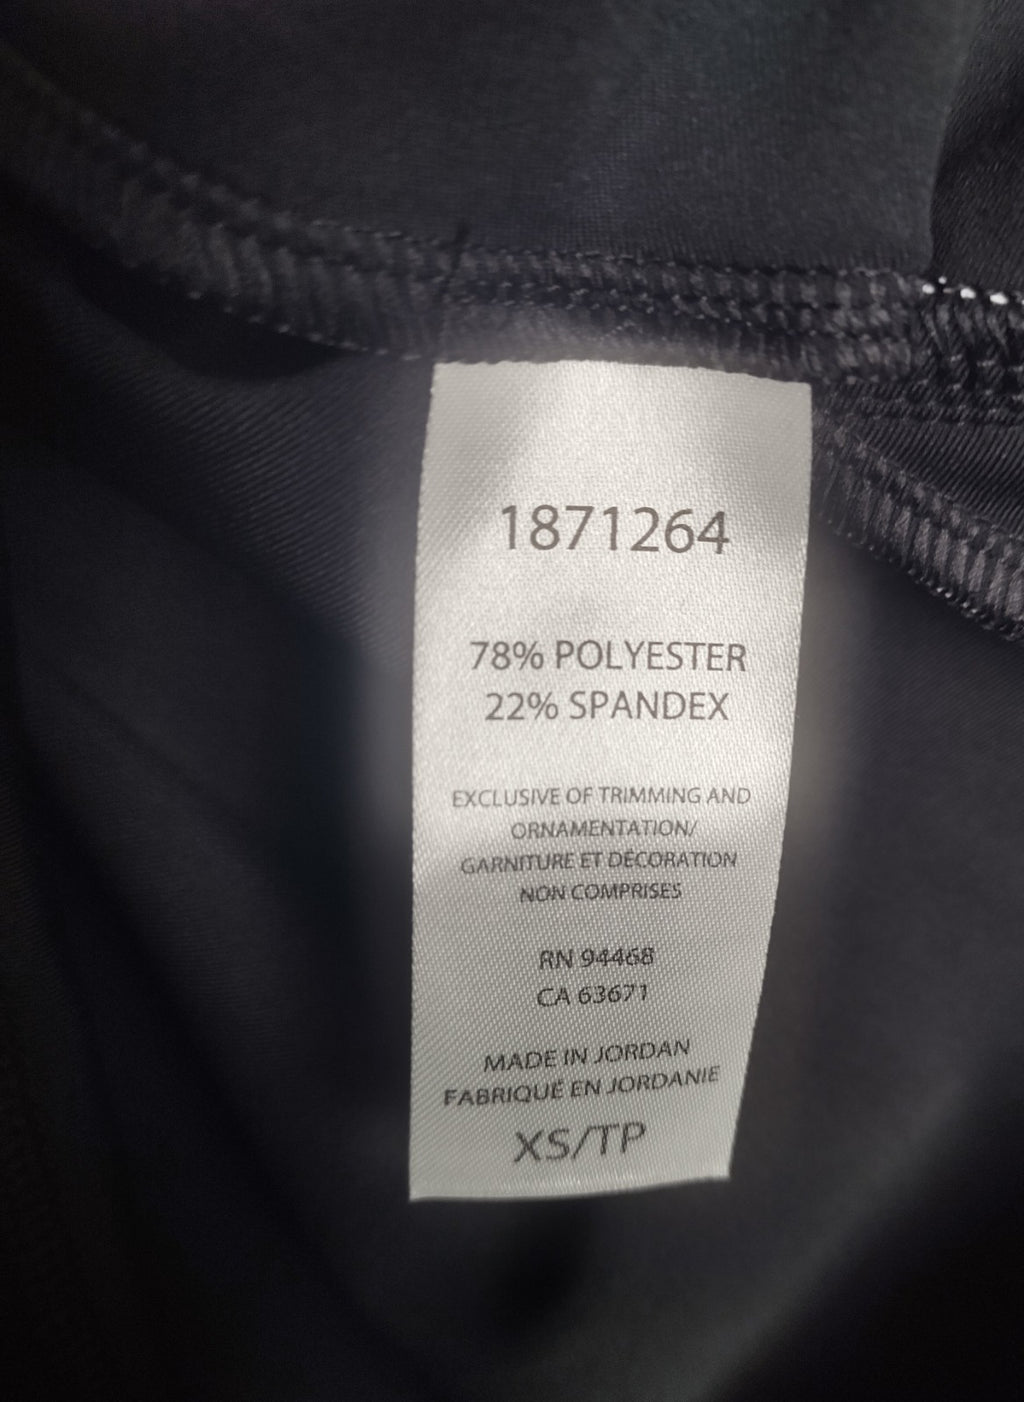 1871264
78% POLYESTER
22% SPANDEX
EXCLUSIVE OF TRIMMING AND
ORNAMENTATION/
GARNITURE ET DÉCORATION
NON COMPRISES
RN 94468
CA 63671
MADE IN JORDAN
FABRIQUÉ EN JORDANIE
XS/TP